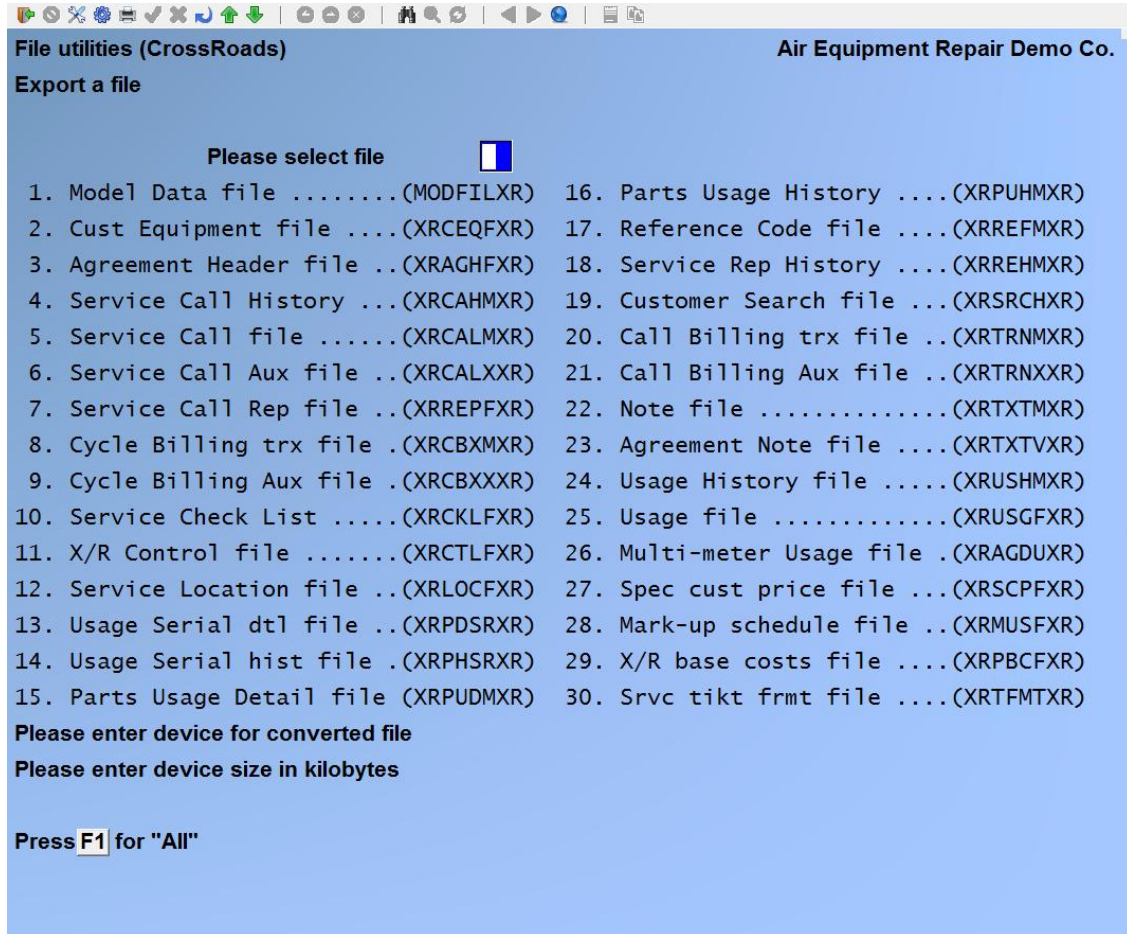 File utilities (CrossRoads) Air Equipment Repair Demo Co.
Export a file
Please select file
1. Model Data file ........(MODFILXR) 16. Parts Usage History ....(XRPUHMXR)
2. Cust Equipment file ....(XRCEQFXR) 17. Reference Code file ....(XRREFMXR)
3. Agreement Header file ..(XRAGHFXR) 18. Service Rep History ....(XRREHMXR)
4. Service Call History ...(XRCAHMXR) 19. Customer Search file ...(XRSRCHXR)
5. Service Call file ......(XRCALMXR) 20. Call Billing trx file ..(XRTRNMXR)
6. Service Call Aux file ..(XRCALXXR) 21. Call Billing Aux file ..(XRTRNXXR)
7. Service Call Rep file ..(XRREPFXR) 22. Note file ..............(XRTXTMXR)
8. Cycle Billing trx file .(XRCBXMXR) 23. Agreement Note file ....(XRTXTVXR)
9. Cycle Billing Aux file .(XRCBXXXR) 24. Usage History file .....(XRUSHMXR)
10. Service Check List .....(XRCKLFXR) 25. Usage file .............(XRUSGFXR)
11. X/R Control file .......(XRCTLFXR) 26. Multi-meter Usage file .(XRAGDUXR)
12. Service Location file ..(XRLOCFXR) 27. Spec cust price file ...(XRSCPFXR)
13. Usage Serial dtl file ..(XRPDSRXR) 28. Mark-up schedule file ..(XRMUSFXR)
14. Usage Serial hist file .(XRPHSRXR) 29. X/R base costs file ....(XRPBCFXR)
15. Parts Usage Detail file (XRPUDMXR) 30. Srvc tikt frmt file ....(XRTFMTXR)
Please enter device for converted file
Please enter device size in kilobytes
Press F1 for "All"